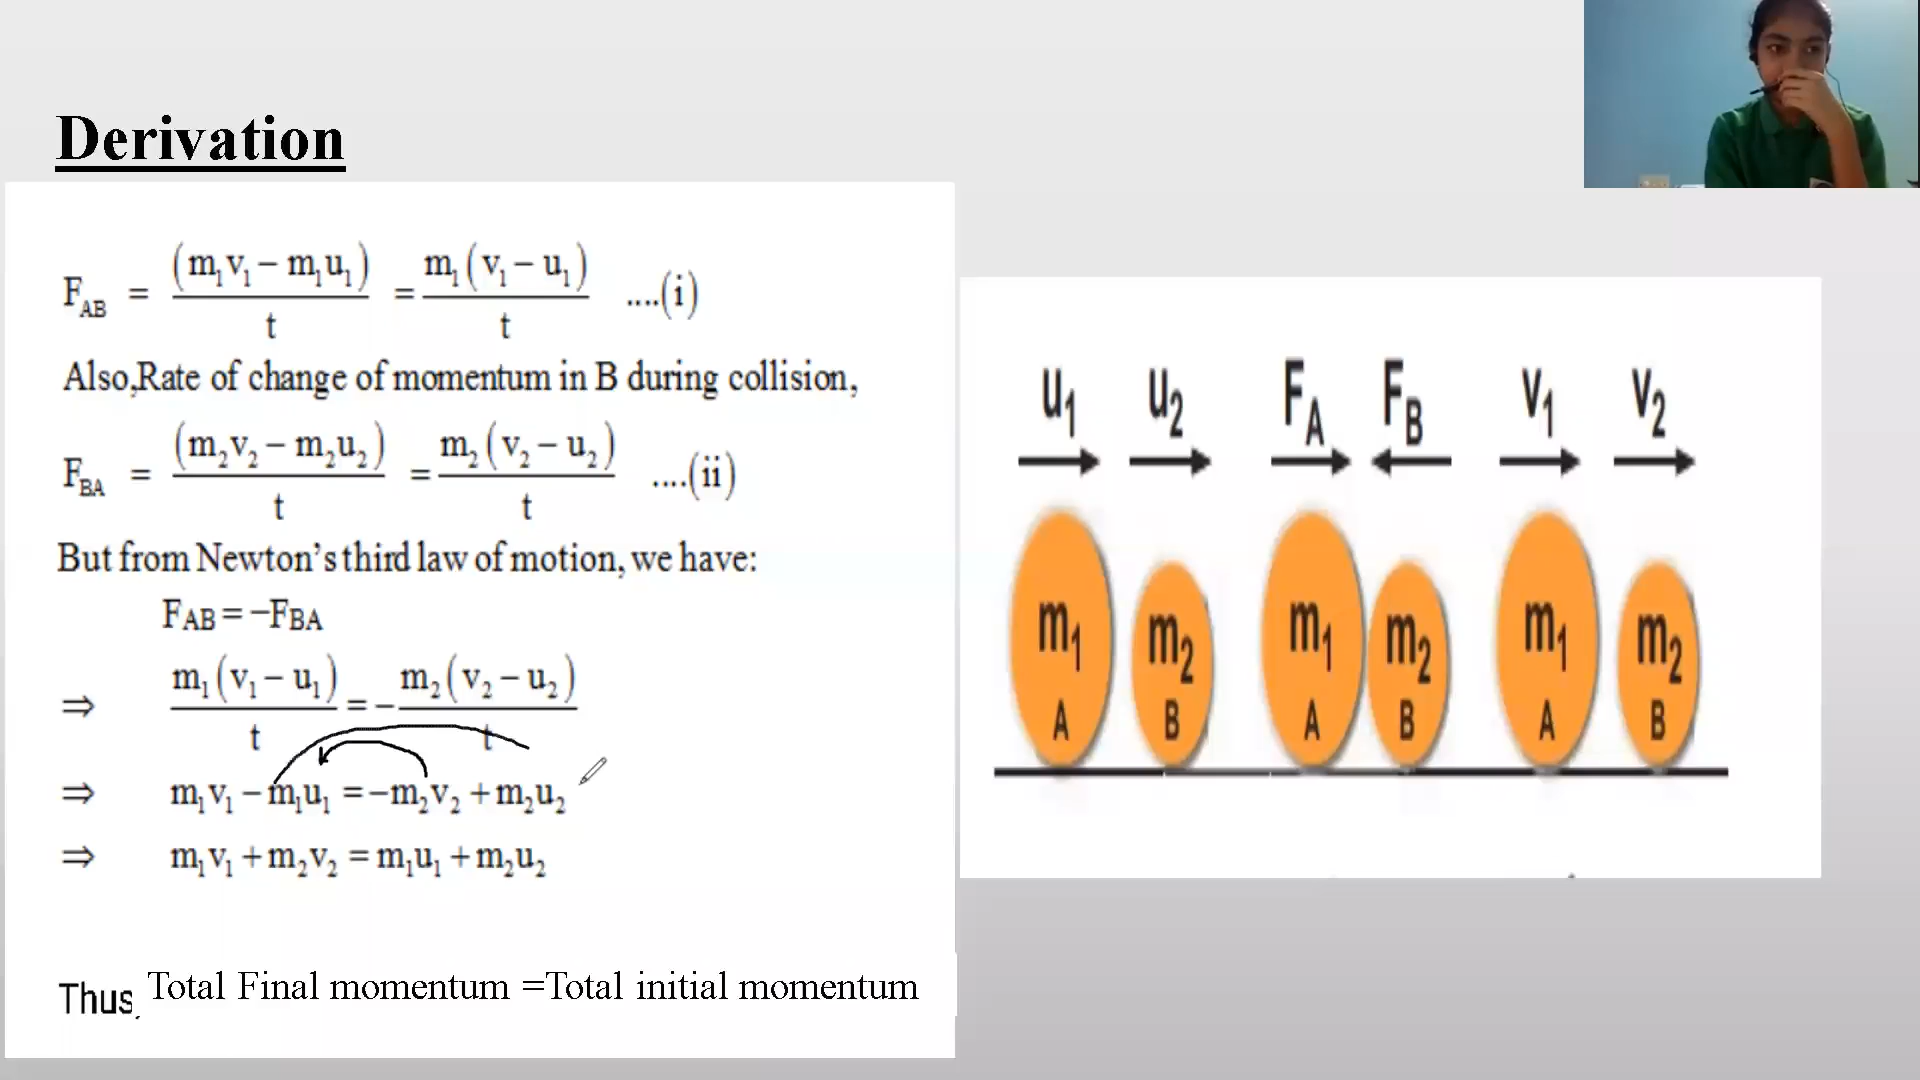 Derivation
F_AB = (m₁v₁ − m₁u₁) / t = m₁(v₁ − u₁) / t ....(i)
Also,Rate of change of momentum in B during collision,
F_BA = (m₂v₂ − m₂u₂) / t = m₂(v₂ − u₂) / t ....(ii)
But from Newton's third law of motion, we have:
F_AB = −F_BA
⇒ m₁(v₁ − u₁) / t = − m₂(v₂ − u₂) / t
⇒ m₁v₁ − m₁u₁ = −m₂v₂ + m₂u₂
⇒ m₁v₁ + m₂v₂ = m₁u₁ + m₂u₂
Thus, Total Final momentum =Total initial momentum
u₁ u₂ F_A F_B v₁ v₂
m₁ m₂ m₁ m₂ m₁ m₂
A B A B A B